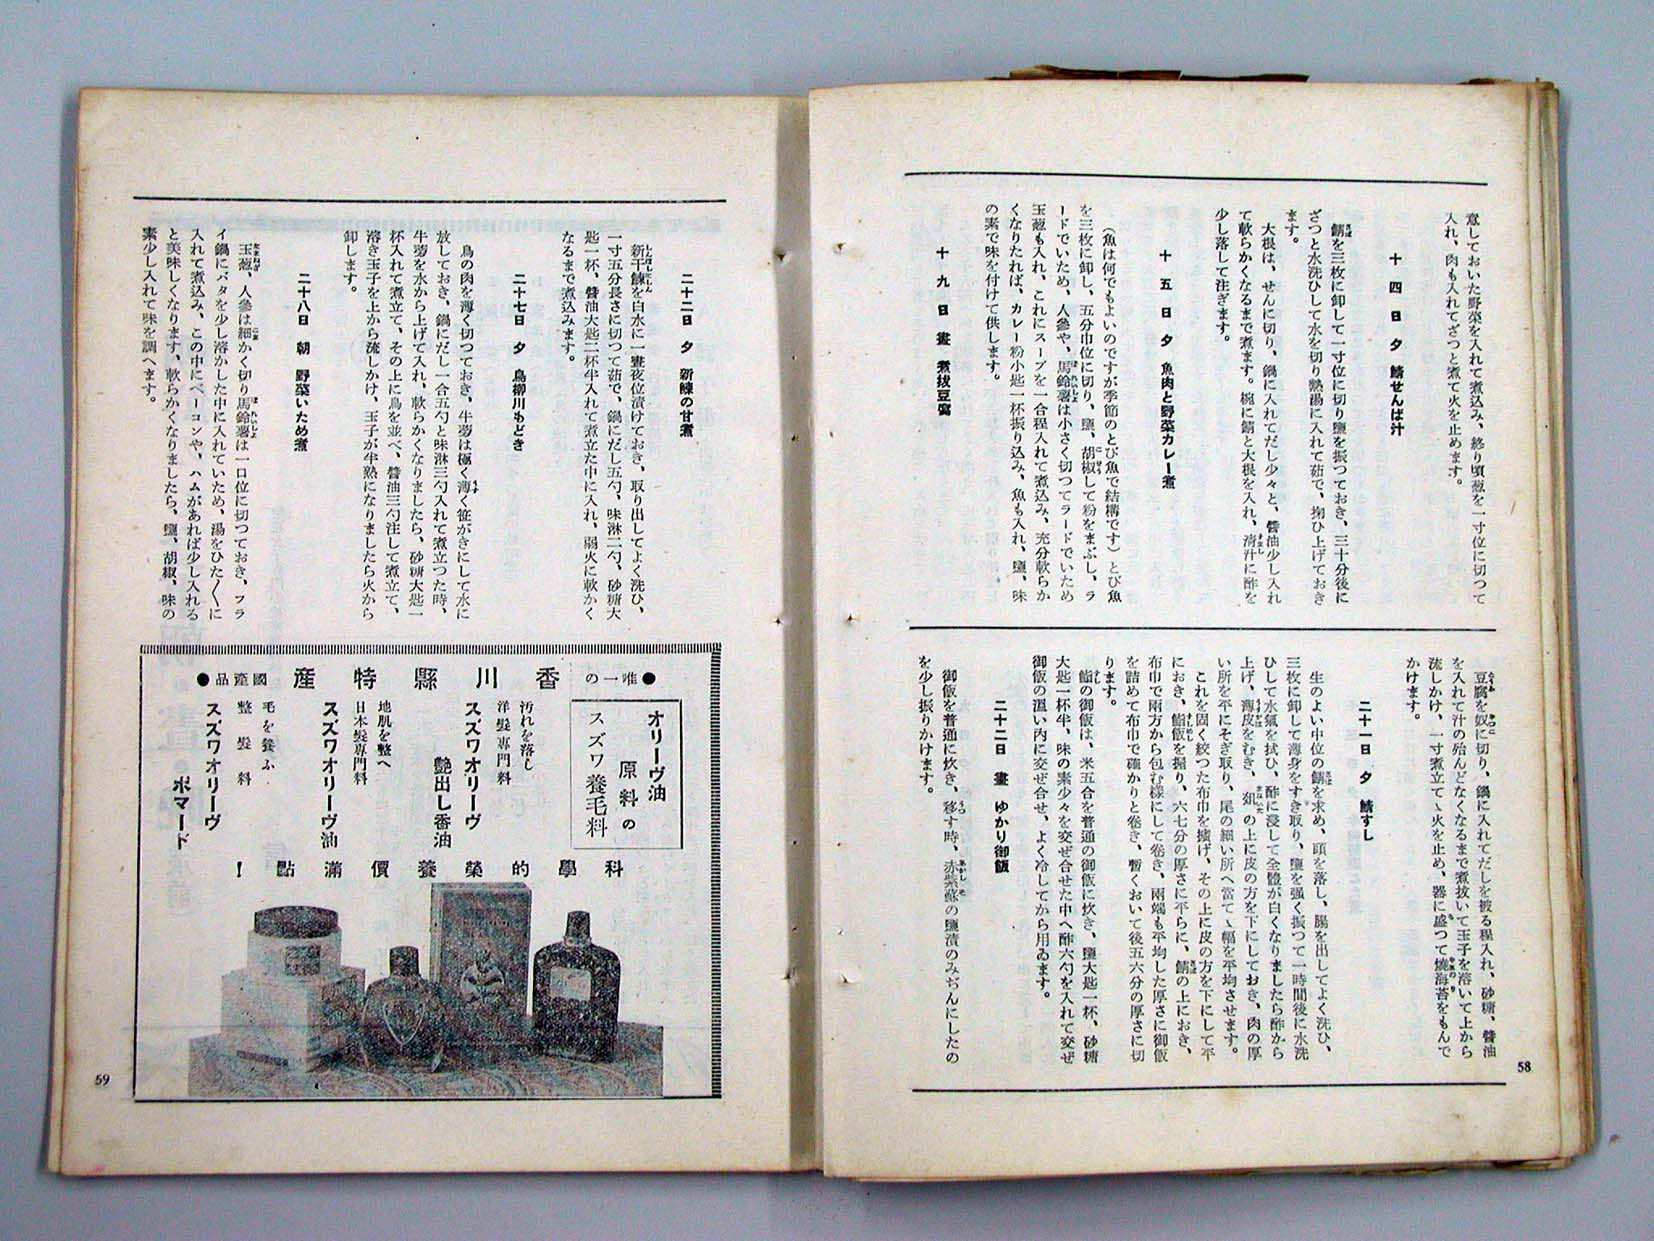 意しておいた野菜を入れて煮込み、終り頃葱を一寸位に切つて
入れ、肉も入れてざつと煮て火を止めます。
十四日 夕 鯖せんば汁
鯖を三枚に卸して一寸位に切り鹽を振つておき、三十分後に
ざつと水洗ひして水を切り熱湯に入れて茹で、掬ひ上げておき
ます。
大根は、せんに切り、鍋に入れてだし少々と、醬油少し入れ
て軟らかくなるまで煮ます。椀に鯖と大根を入れ、淸汁に酢を
少し落して注ぎます。
十五日 夕 魚肉と野菜カレー煮
(魚は何でもよいのですが季節のとび魚で結構です)とび魚
を三枚に卸し、五分巾位に切り、鹽、胡椒して粉をまぶし、ラ
ードでいため、人參や、馬鈴薯は小さく切つてラードでいため
玉葱も入れ、これにスープを一合程入れて煮込み、充分軟らか
くなりたれば、カレー粉小匙一杯振り込み、魚も入れ、鹽、味
の素で味を付けて供します。
十九日 晝 煮拔豆腐
豆腐を奴に切り、鍋に入れてだしを被る程入れ、砂糖、醬油
を入れて汁の殆んどなくなるまで煮拔いて玉子を溶いて上から
流しかけ、一寸煮立てゝ火を止め、器に盛つて燒海苔をもんで
かけます。
二十一日 夕 鯖すし
生のよい中位の鯖を求め、頭を落し、腸を出してよく洗ひ、
三枚に卸して薄身をすき取り、鹽を强く振つて一時間後に水洗
ひして水氣を拭ひ、酢に浸して全體が白くなりましたら酢から
上げ、薄皮をむき、爼の上に皮の方を下にしておき、肉の厚
い所を平にそぎ取り、尾の細い所へ當てゝ幅を平均させます。
これを固く絞つた布巾を擴げ、その上に皮の方を下にして平
におき、鮨飯を握り、六七分の厚さに平らに、鯖の上におき、
布巾で兩方から包む樣にして卷き、兩端も平均した厚さに御飯
を詰めて布巾で確かりと卷き、暫くおいて後五六分の厚さに切
ります。
鮨の御飯は、米五合を普通の御飯に炊き、鹽大匙一杯、砂糖
大匙一杯半、味の素少々を交ぜ合せた中へ酢六勺を入れて交ぜ
御飯の溫い內に交ぜ合せ、よく冷してから用ゐます。
二十二日 晝 ゆかり御飯
御飯を普通に炊き、移す時、赤紫蘇の鹽漬のみぢんにしたの
を少し振りかけます。
58
二十二日 夕 新鰊の甘煮
新干鰊を白水に一晝夜位漬けておき、取り出してよく洗ひ、
一寸五分長さに切つて茹で、鍋にだし五勺、味淋二勺、砂糖大
匙一杯、醬油大匙二杯半入れて煮立た中に入れ、弱火に軟かく
なるまで煮込みます。
二十七日 夕 鳥柳川もどき
鳥の肉を薄く切つておき、牛蒡は極く薄く笹がきにして水に
放しておき、鍋にだし一合五勺と味淋三勺入れて煮立つた時、
牛蒡を水から上げて入れ、軟らかくなりましたら、砂糖大匙一
杯入れて煮立て、その上に鳥を並べ、醬油三勺注して煮立て、
溶き玉子を上から流しかけ、玉子が半熟になりましたら火から
卸します。
二十八日 朝 野菜いため煮
玉葱、人參は細かく切り馬鈴薯は一口位に切つておき、フラ
イ鍋にバタを少し溶かした中に入れていため、湯をひた〱に
入れて煮込み、この中にベーコンや、ハムがあれば少し入れる
と美味しくなります。軟らかくなりましたら、鹽、胡椒、味の
素少し入れて味を調へます。
●唯一の香川縣特產國產品●
オリーヴ油
原料の
スズワ養毛料
汚れを落し
洋髮專門料
スズワオリーヴ
艷出し香油
地肌を整へ
日本髮專門料
スズワオリーヴ油
毛を養ふ
整髮料
スズワオリーヴ
ポマード
科學的榮養價滿點!
59